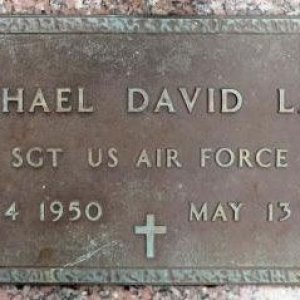 HAEL DAVID L
SGT US AIR FORCE
4 1950 MAY 13